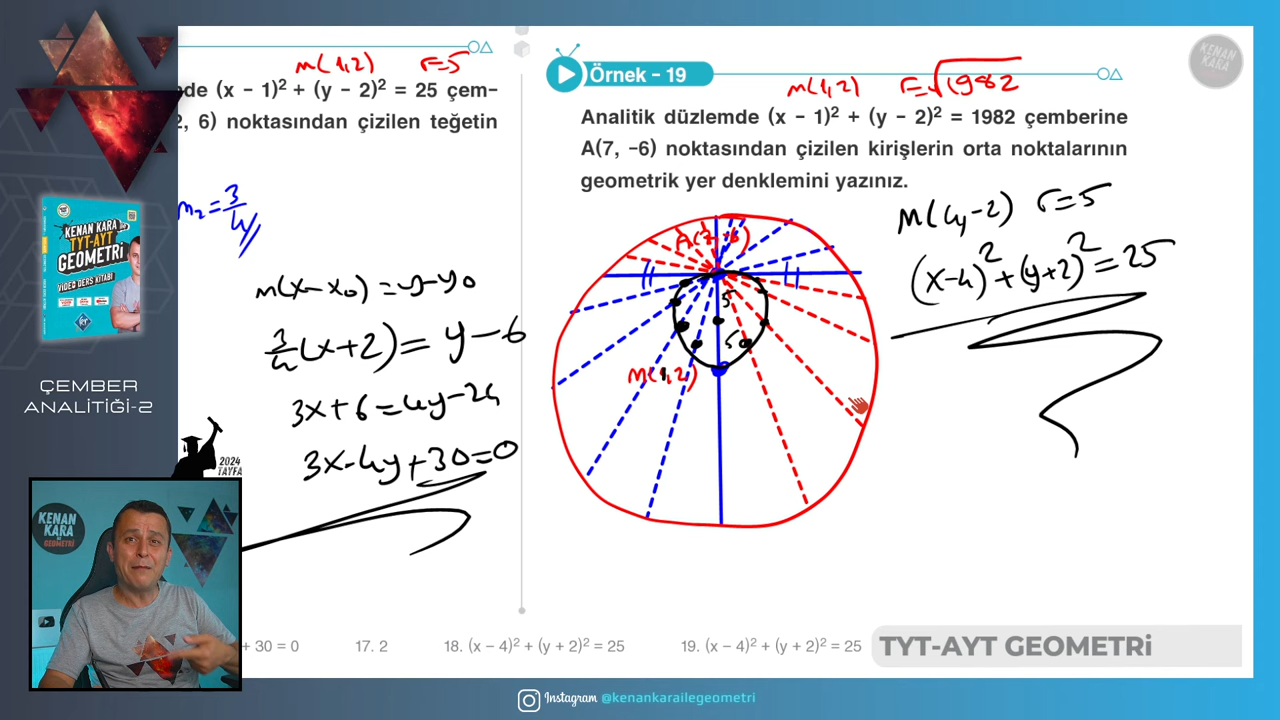 M(1,2) r=5
de (x - 1)² + (y - 2)² = 25 çem-
2, 6) noktasından çizilen teğetin
m₂ = 3/4
m(x-x₀) = y-y₀
3/4 (x+2) = y-6
3x+6=4y-24
3x-4y+30=0
Örnek - 19
M(1,2) r=√1982
Analitik düzlemde (x - 1)² + (y - 2)² = 1982 çemberine
A(7, -6) noktasından çizilen kirişlerin orta noktalarının
geometrik yer denklemini yazınız.
A(7,-6)
5
5
M(1,2)
M(4,-2) r=5
(x-4)²+(y+2)²=25
KENAN
KARA
KENAN KARA
TYT-AYT
GEOMETRİ
VİDEO DERS KİTABI
ÇEMBER
ANALİTİĞİ-2
2024
TAYFA
KENAN
KARA
GEOMETRİ
+ 30 = 0
17. 2
18. (x - 4)² + (y + 2)² = 25
19. (x - 4)² + (y + 2)² = 25
TYT-AYT GEOMETRİ
Instagram @kenankarailegeometri